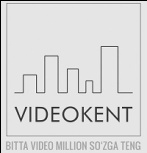 VIDEOKENT
BITTA VIDEO MILLION SO'ZGA TENG